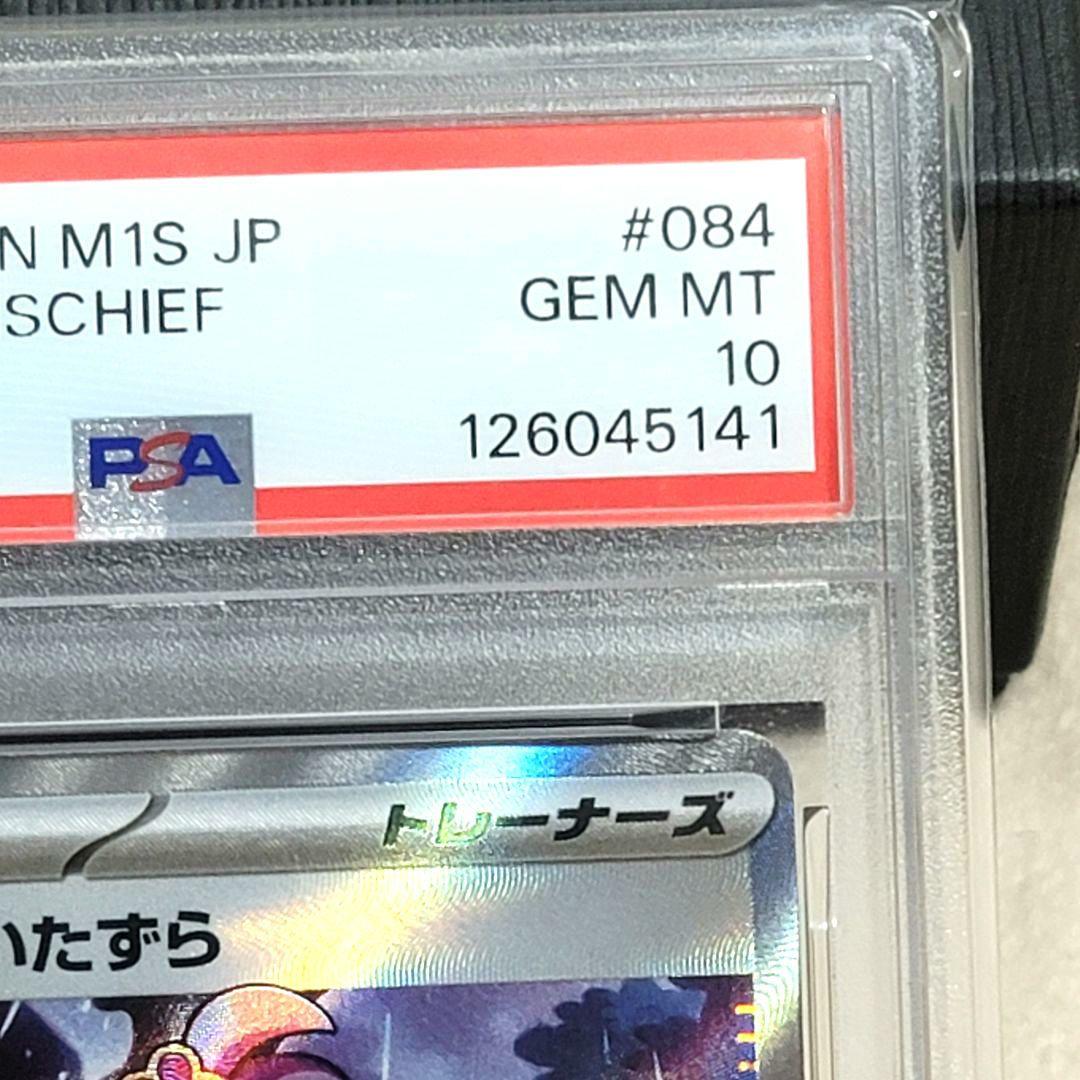 N M1S JP #084
SCHIEF GEM MT
10
PSA 126045141
トレーナーズ
いたずら